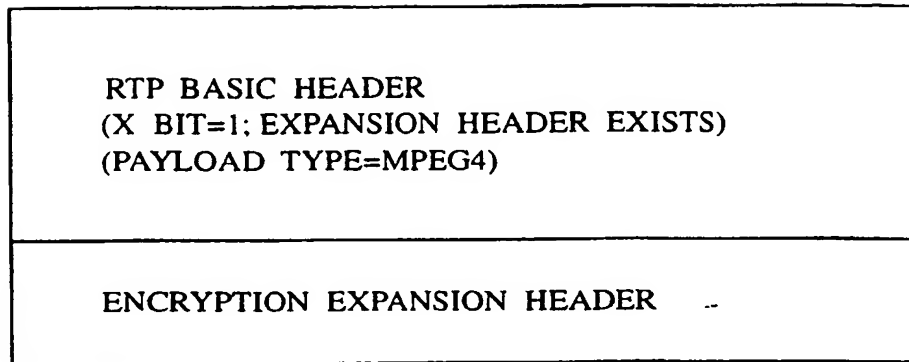 RTP BASIC HEADER
(X BIT=1; EXPANSION HEADER EXISTS)
(PAYLOAD TYPE=MPEG4)
ENCRYPTION EXPANSION HEADER